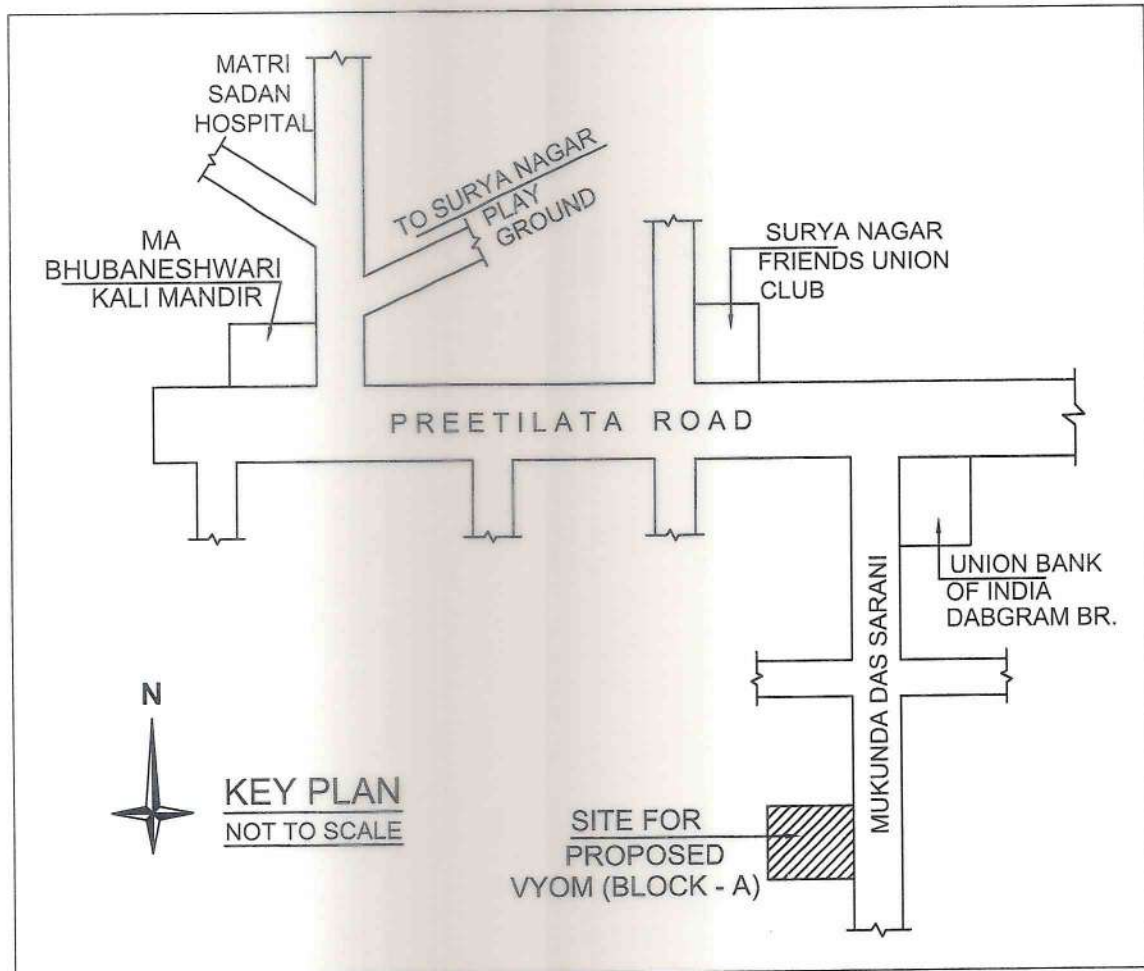 MATRI
SADAN
HOSPITAL
TO SURYA NAGAR
PLAY
GROUND
MA
BHUBANESHWARI
KALI MANDIR
SURYA NAGAR
FRIENDS UNION
CLUB
PREETILATA ROAD
UNION BANK
OF INDIA
DABGRAM BR.
MUKUNDA DAS SARANI
N
KEY PLAN
NOT TO SCALE
SITE FOR
PROPOSED
VYOM (BLOCK - A)